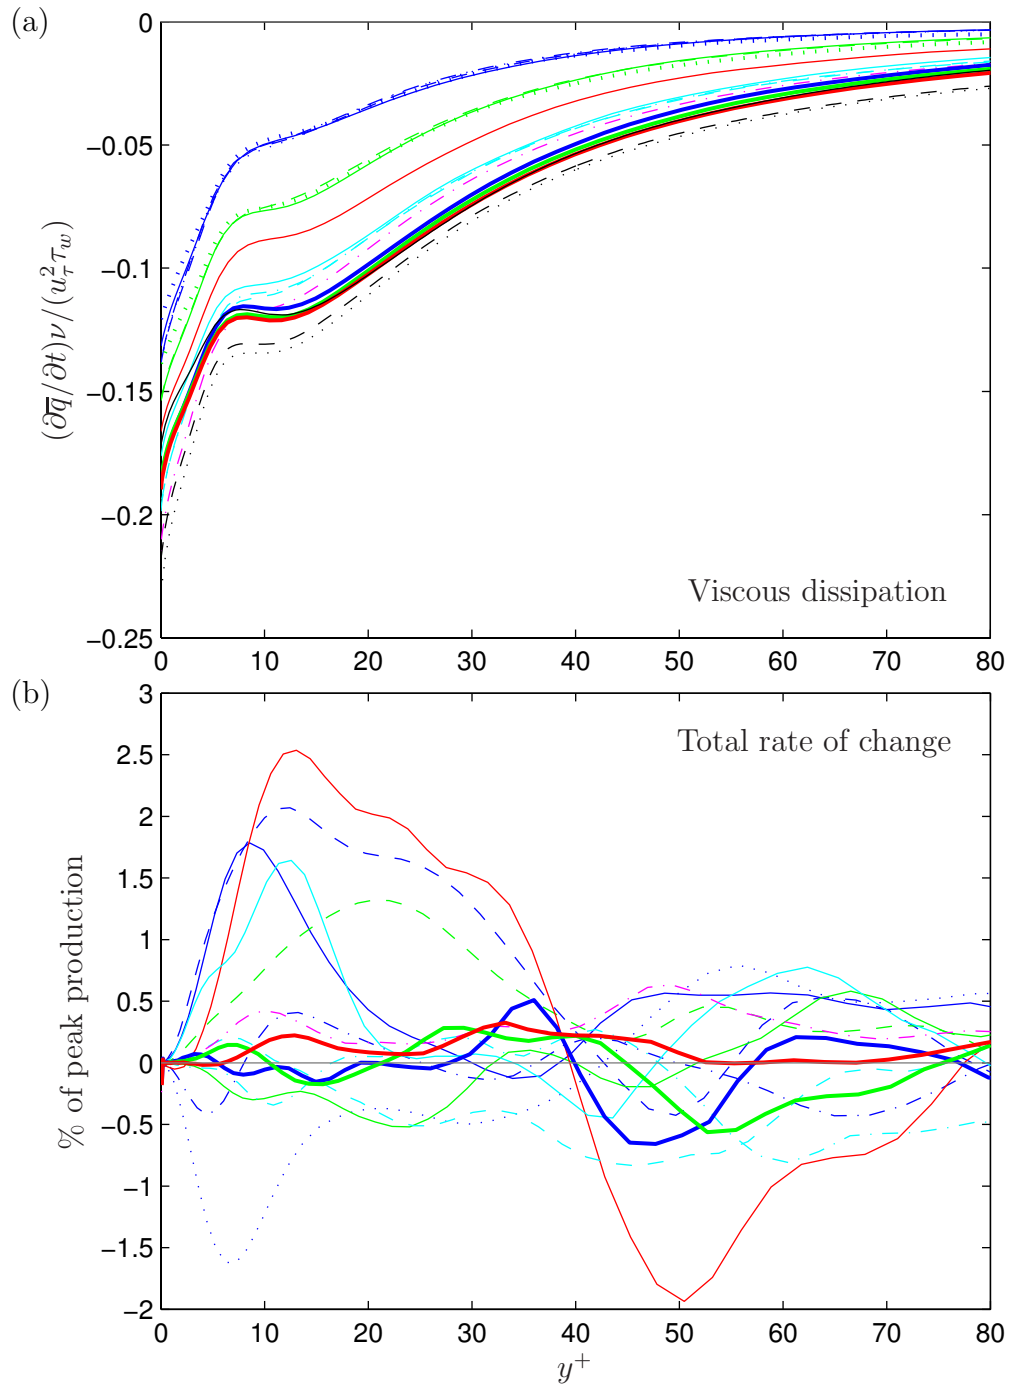 (a)
0
−0.05
−0.1
−0.15
−0.2
−0.25
(∂q̅/∂t)ν/(u_τ^2 τ_w)
Viscous dissipation
0 10 20 30 40 50 60 70 80
(b)
3
2.5
2
1.5
1
0.5
0
−0.5
−1
−1.5
−2
% of peak production
Total rate of change
0 10 20 30 40 50 60 70 80
y^+